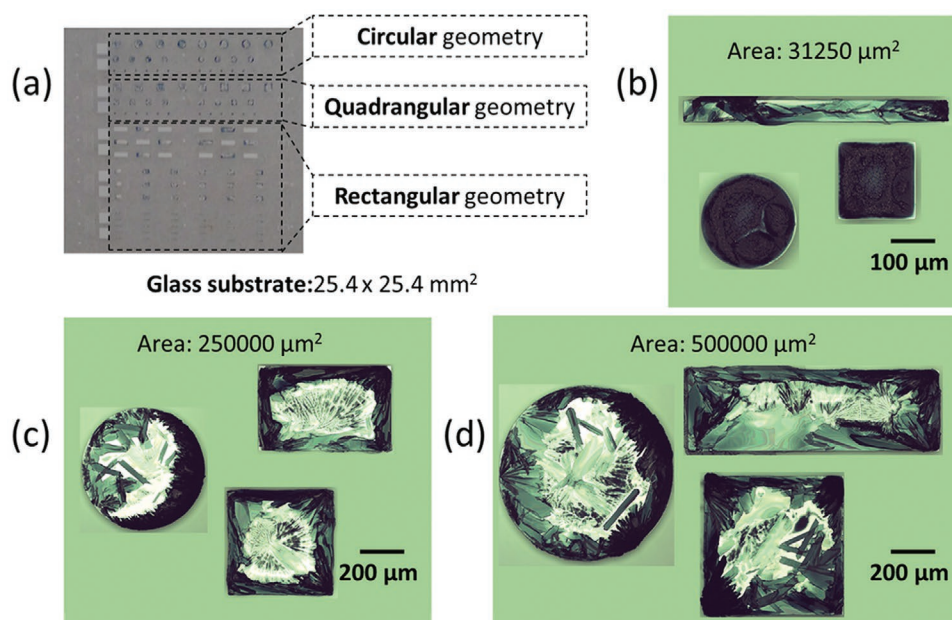 (a)
Circular geometry
Quadrangular geometry
Rectangular geometry
Glass substrate:25.4 x 25.4 mm²
(b)
Area: 31250 µm²
100 µm
(c)
Area: 250000 µm²
200 µm
(d)
Area: 500000 µm²
200 µm